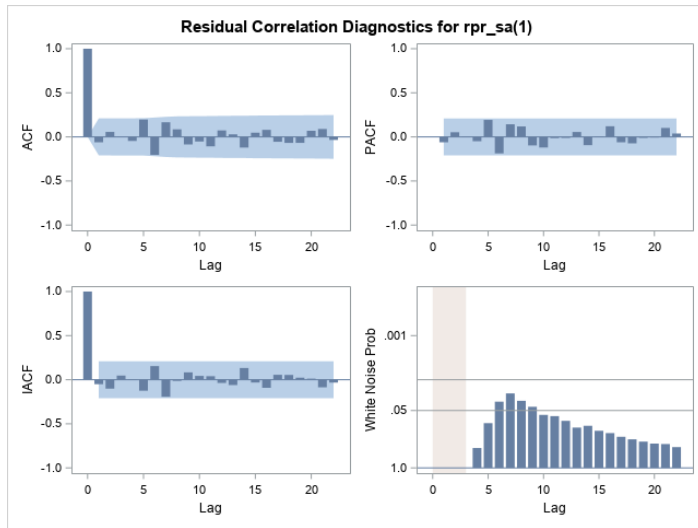 Residual Correlation Diagnostics for rpr_sa(1)
ACF
1.0
0.5
0.0
-0.5
-1.0
0 5 10 15 20
Lag
PACF
1.0
0.5
0.0
-0.5
-1.0
0 5 10 15 20
Lag
IACF
1.0
0.5
0.0
-0.5
-1.0
0 5 10 15 20
Lag
White Noise Prob
.001
.05
1.0
0 5 10 15 20
Lag